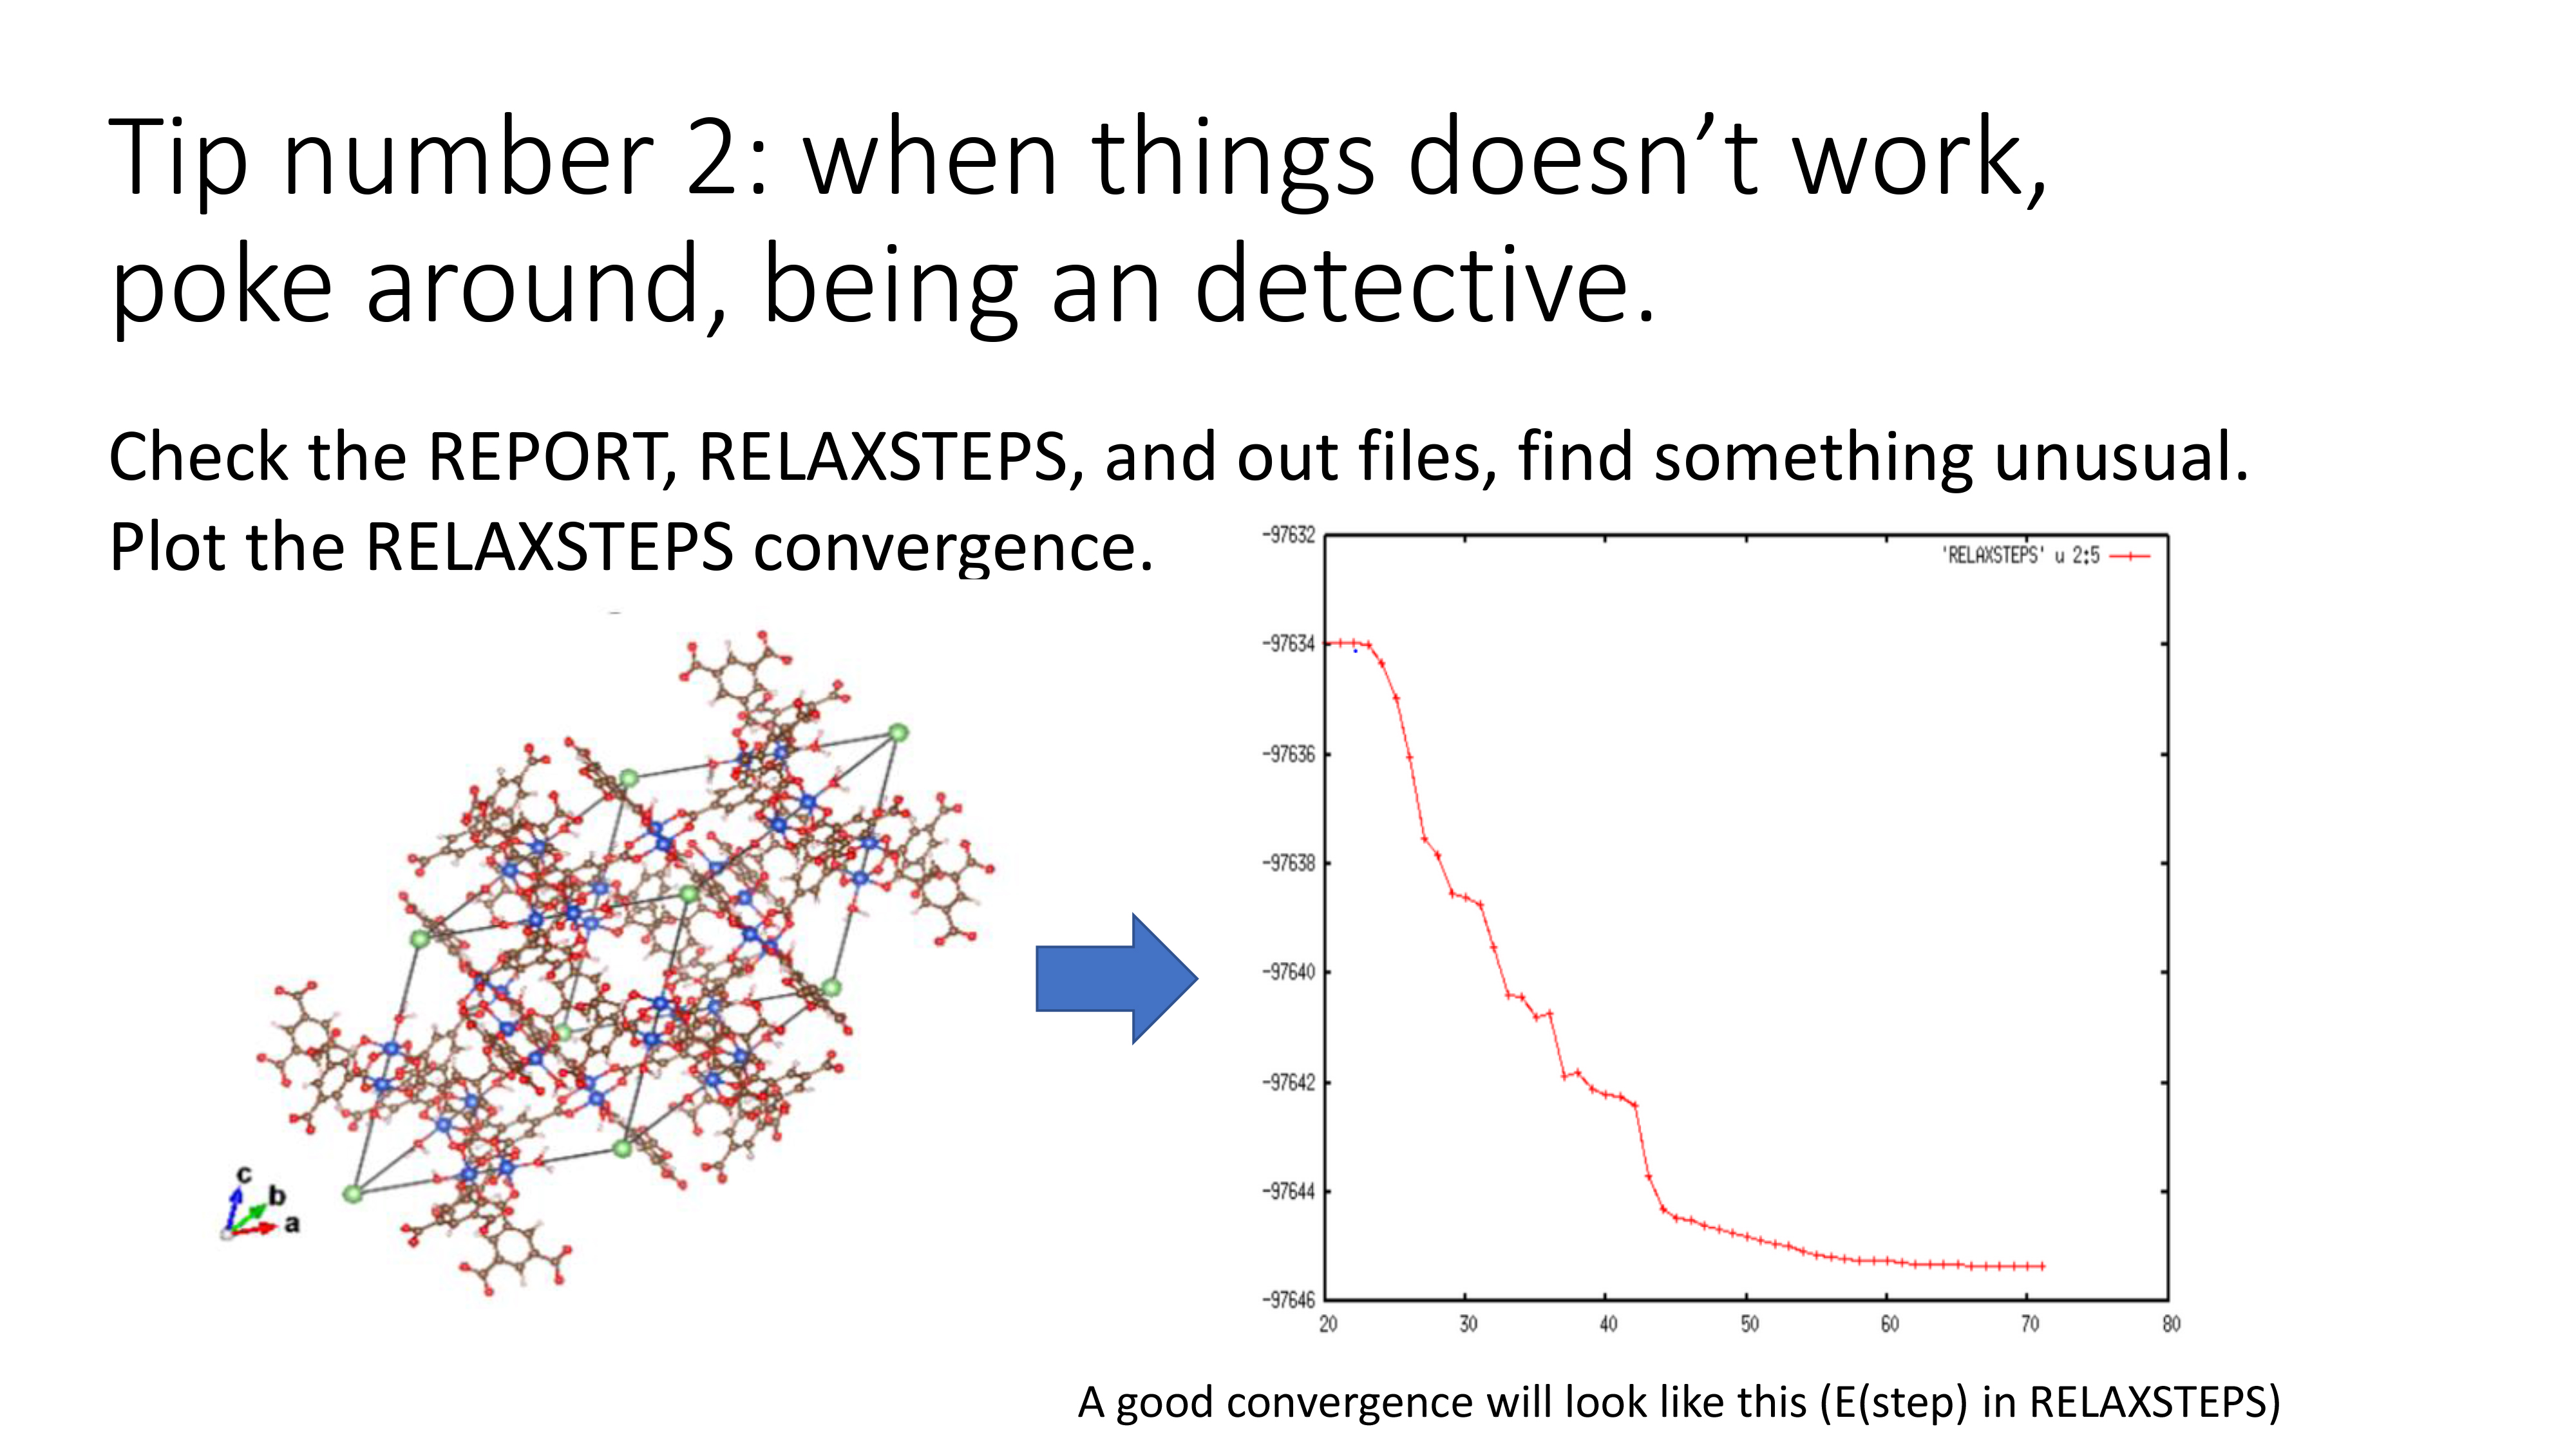 Tip number 2: when things doesn’t work,
poke around, being an detective.
Check the REPORT, RELAXSTEPS, and out files, find something unusual.
Plot the RELAXSTEPS convergence.
-97632
'RELAXSTEPS' u 2:5
-97634
-97636
-97638
-97640
-97642
-97644
-97646
20 30 40 50 60 70 80
c
b
a
A good convergence will look like this (E(step) in RELAXSTEPS)